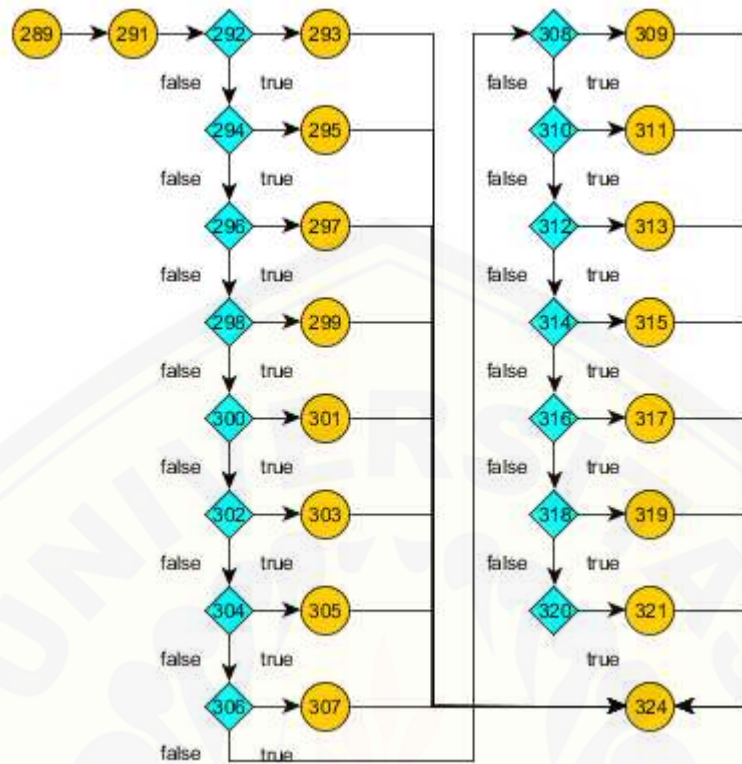 289 291 292 293 308 309
false true false true
294 295 310 311
false true false true
296 297 312 313
false true false true
298 299 314 315
false true false true
300 301 316 317
false true false true
302 303 318 319
false true false true
304 305 320 321
false true true
306 307 324
false true
UNIVERSITAS